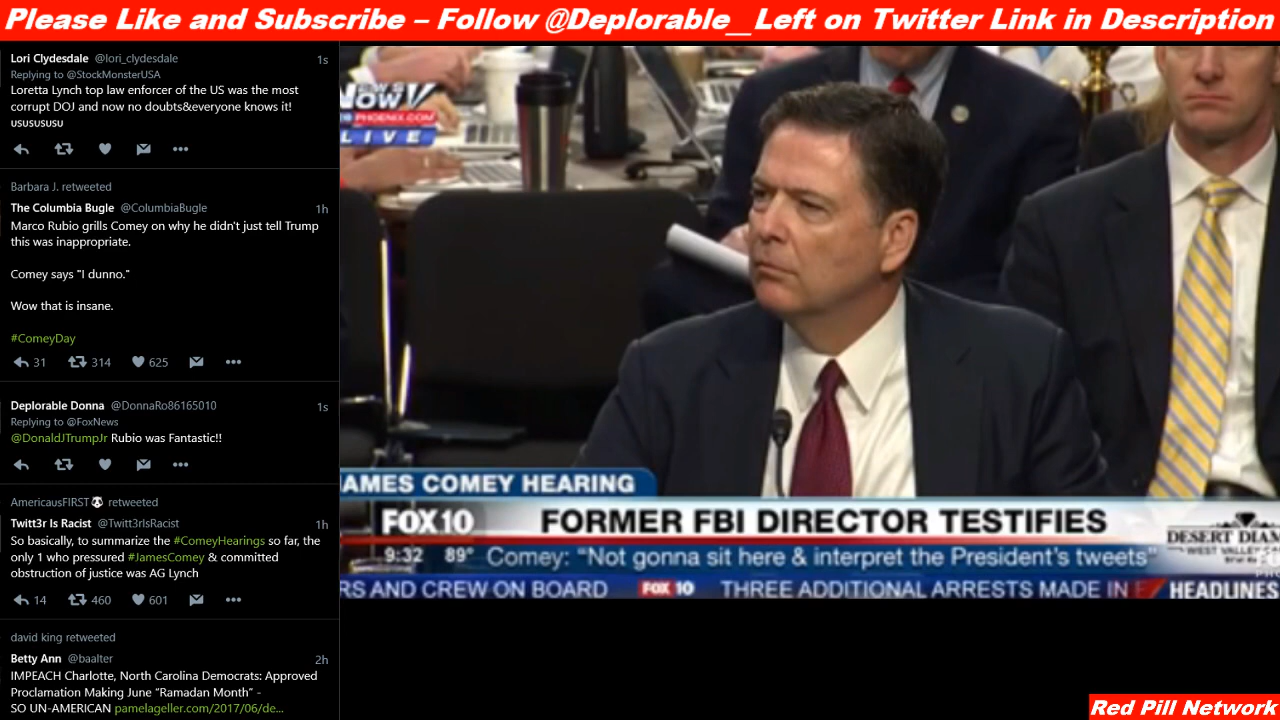 Please Like and Subscribe – Follow @Deplorable__Left on Twitter Link in Description
Lori Clydesdale @lori_clydesdale 1s
Replying to @StockMonsterUSA
Loretta Lynch top law enforcer of the US was the most
corrupt DOJ and now no doubts&everyone knows it!
usususususu
Barbara J. retweeted
The Columbia Bugle @ColumbiaBugle 1h
Marco Rubio grills Comey on why he didn't just tell Trump
this was inappropriate.
Comey says "I dunno."
Wow that is insane.
#ComeyDay
31 314 625
Deplorable Donna @DonnaRo86165010 1s
Replying to @FoxNews
@DonaldJTrumpJr Rubio was Fantastic!!
AmericausFIRST retweeted
Twitt3r Is Racist @Twitt3rIsRacist 1h
So basically, to summarize the #ComeyHearings so far, the
only 1 who pressured #JamesComey & committed
obstruction of justice was AG Lynch
14 460 601
david king retweeted
Betty Ann @baalter 2h
IMPEACH Charlotte, North Carolina Democrats: Approved
Proclamation Making June “Ramadan Month” -
SO UN-AMERICAN pamelageller.com/2017/06/de...
NOW!
PHOENIX.COM
LIVE
AMES COMEY HEARING
FOX 10
FORMER FBI DIRECTOR TESTIFIES
9:32 89° Comey: “Not gonna sit here & interpret the President’s tweets”
DESERT DIAM
WEST VALLEY
RS AND CREW ON BOARD FOX 10 THREE ADDITIONAL ARRESTS MADE IN HEADLINES
Red Pill Network